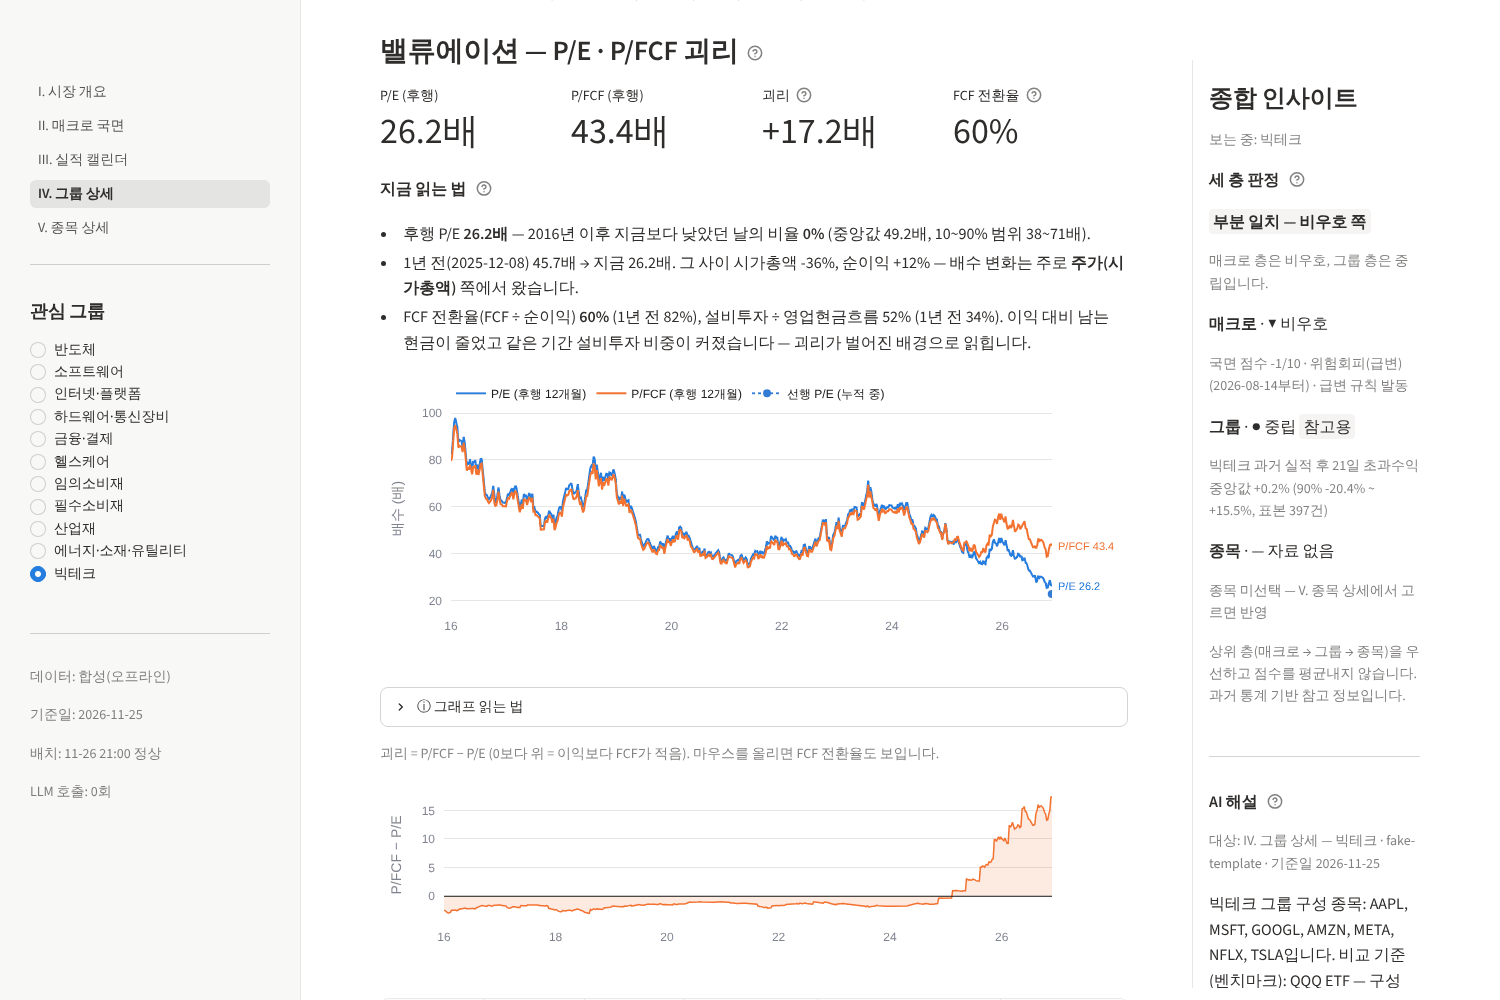 I. 시장 개요
II. 매크로 국면
III. 실적 캘린더
IV. 그룹 상세
V. 종목 상세
관심 그룹
반도체
소프트웨어
인터넷·플랫폼
하드웨어·통신장비
금융·결제
헬스케어
임의소비재
필수소비재
산업재
에너지·소재·유틸리티
빅테크
데이터: 합성(오프라인)
기준일: 2026-11-25
배치: 11-26 21:00 정상
LLM 호출: 0회
밸류에이션 — P/E · P/FCF 괴리
P/E (후행)
26.2배
P/FCF (후행)
43.4배
괴리
+17.2배
FCF 전환율
60%
지금 읽는 법
• 후행 P/E 26.2배 — 2016년 이후 지금보다 낮았던 날의 비율 0% (중앙값 49.2배, 10~90% 범위 38~71배).
• 1년 전(2025-12-08) 45.7배 → 지금 26.2배. 그 사이 시가총액 -36%, 순이익 +12% — 배수 변화는 주로 주가(시
가총액) 쪽에서 왔습니다.
• FCF 전환율(FCF ÷ 순이익) 60% (1년 전 82%), 설비투자 ÷ 영업현금흐름 52% (1년 전 34%). 이익 대비 남는
현금이 줄었고 같은 기간 설비투자 비중이 커졌습니다 — 괴리가 벌어진 배경으로 읽힙니다.
P/E (후행 12개월) P/FCF (후행 12개월) 선행 P/E (누적 중)
배수 (배)
100
80
60
40
20
16 18 20 22 24 26
P/FCF 43.4
P/E 26.2
ⓘ 그래프 읽는 법
괴리 = P/FCF − P/E (0보다 위 = 이익보다 FCF가 적음). 마우스를 올리면 FCF 전환율도 보입니다.
P/FCF − P/E
15
10
5
0
16 18 20 22 24 26
종합 인사이트
보는 중: 빅테크
세 층 판정
부분 일치 — 비우호 쪽
매크로 층은 비우호, 그룹 층은 중
립입니다.
매크로 · ▼ 비우호
국면 점수 -1/10 · 위험회피(급변)
(2026-08-14부터) · 급변 규칙 발동
그룹 · ● 중립 참고용
빅테크 과거 실적 후 21일 초과수익
중앙값 +0.2% (90% -20.4% ~
+15.5%, 표본 397건)
종목 · — 자료 없음
종목 미선택 — V. 종목 상세에서 고
르면 반영
상위 층(매크로 → 그룹 → 종목)을 우
선하고 점수를 평균내지 않습니다.
과거 통계 기반 참고 정보입니다.
AI 해설
대상: IV. 그룹 상세 — 빅테크 · fake-
template · 기준일 2026-11-25
빅테크 그룹 구성 종목: AAPL,
MSFT, GOOGL, AMZN, META,
NFLX, TSLA입니다. 비교 기준
(벤치마크): QQQ ETF — 구성